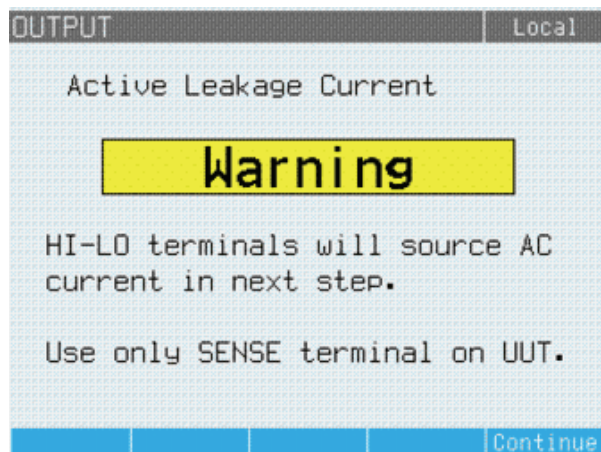 OUTPUT Local
Active Leakage Current
Warning
HI-LO terminals will source AC
current in next step.
Use only SENSE terminal on UUT.
Continue